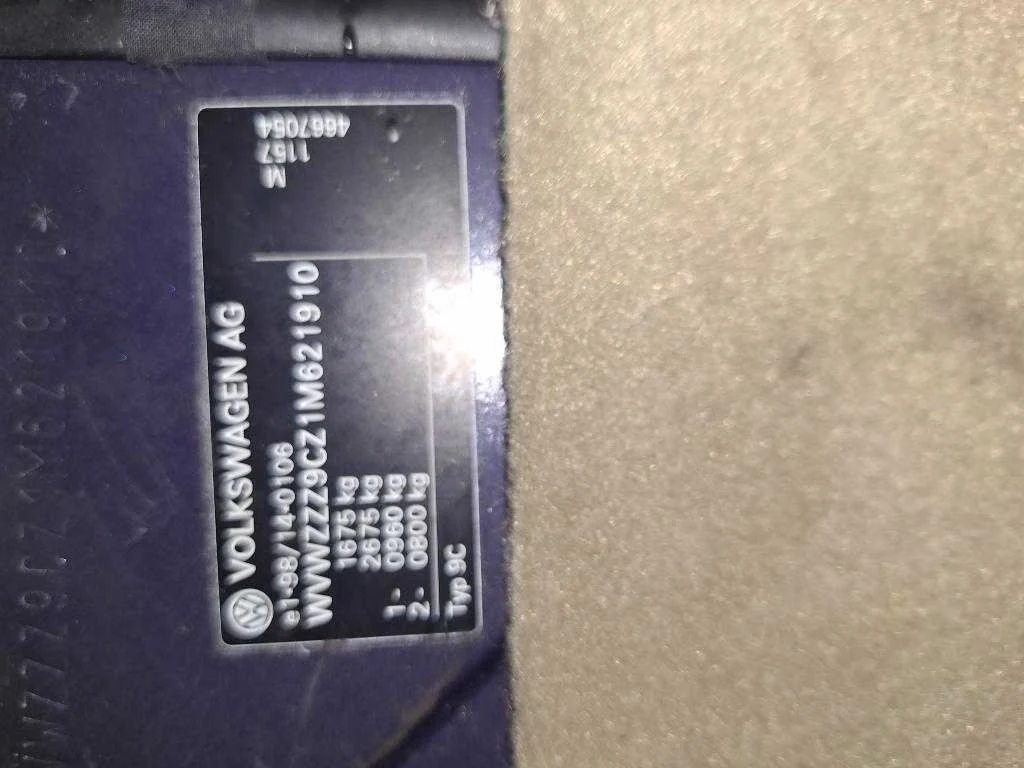 VOLKSWAGEN AG
e1-98/14-0106
WVWZZZ9CZ1M621910
1675 kg
2675 kg
1- 0960 kg
2- 0800 kg
Typ 9C
M
1157
4667054